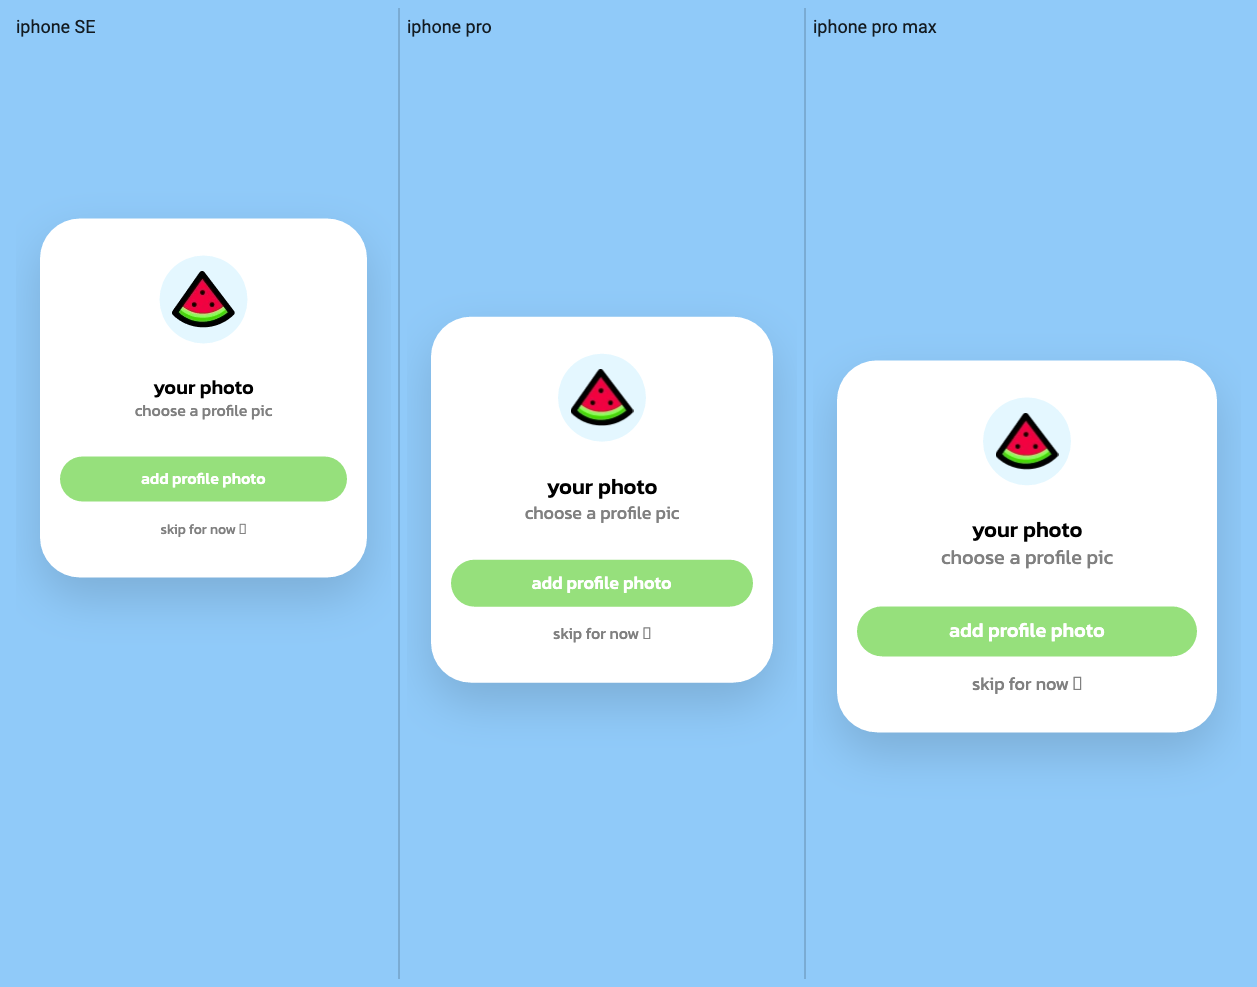 iphone SE
your photo
choose a profile pic
add profile photo
skip for now
iphone pro
your photo
choose a profile pic
add profile photo
skip for now
iphone pro max
your photo
choose a profile pic
add profile photo
skip for now